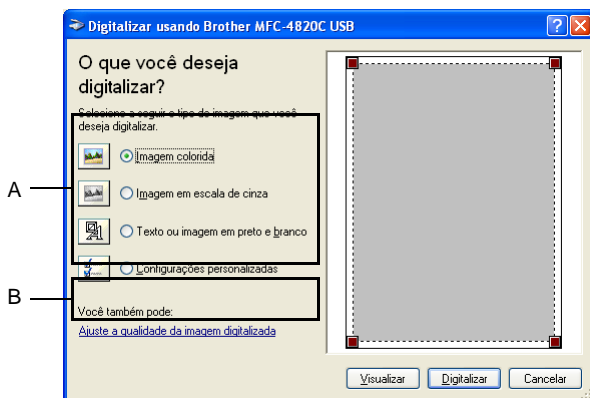 Digitalizar usando Brother MFC-4820C USB
O que você deseja
digitalizar?
Selecione a seguir o tipo de imagem que você
deseja digitalizar.
A
Imagem colorida
Imagem em escala de cinza
Texto ou imagem em preto e branco
Configurações personalizadas
B
Você também pode:
Ajuste a qualidade da imagem digitalizada
Visualizar Digitalizar Cancelar